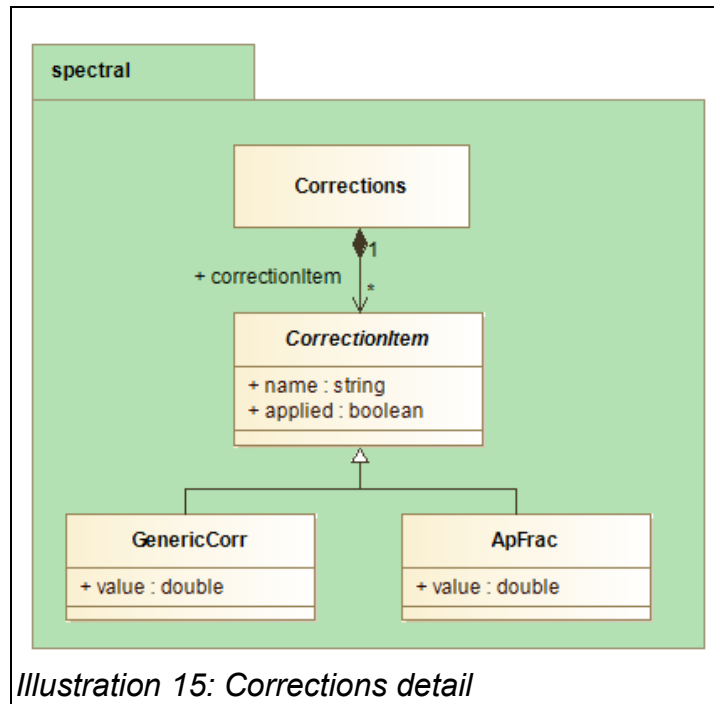 spectral
Corrections
1
+ correctionItem
*
CorrectionItem
+ name : string
+ applied : boolean
GenericCorr
+ value : double
ApFrac
+ value : double
Illustration 15: Corrections detail